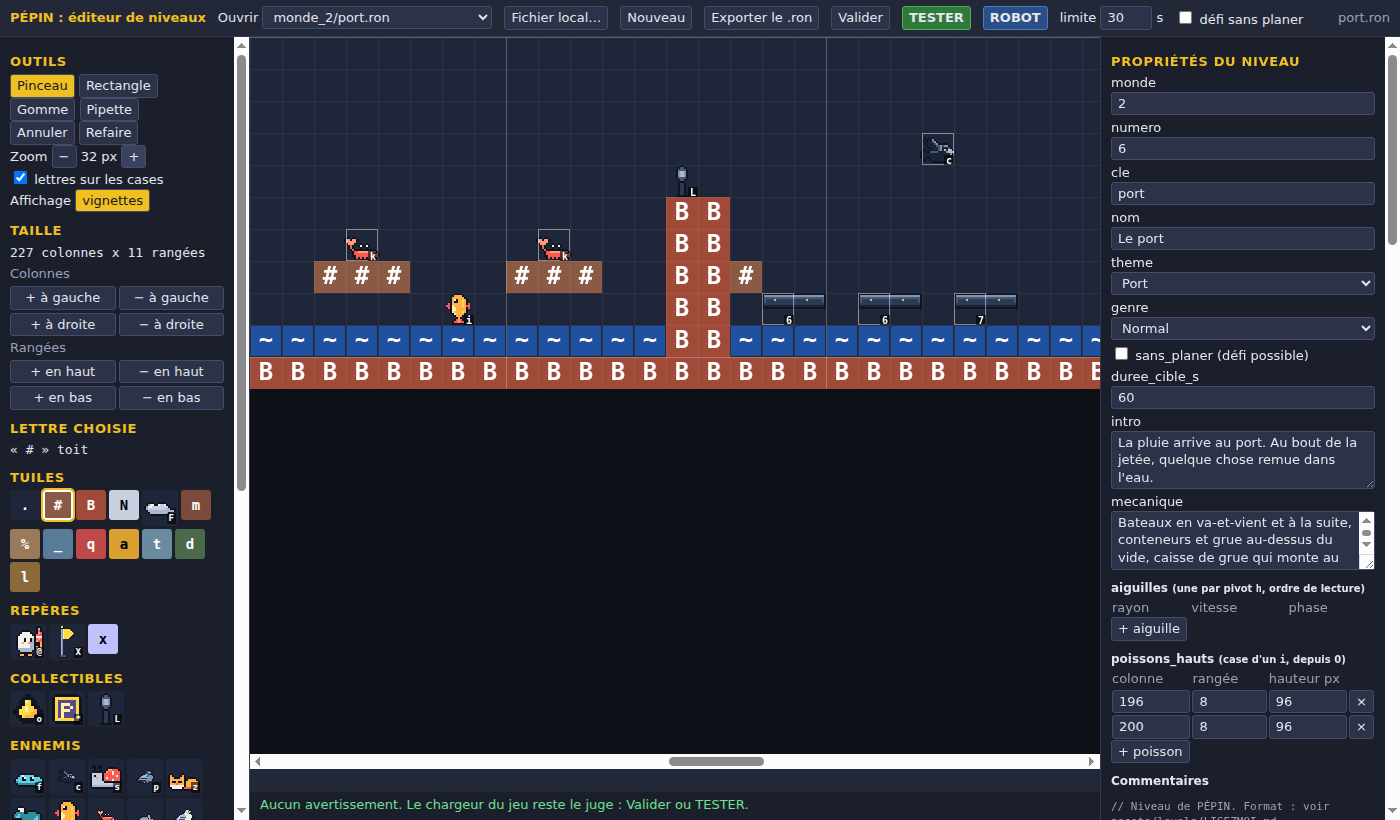 PÉPIN : éditeur de niveaux Ouvrir monde_2/port.ron Fichier local… Nouveau Exporter le .ron Valider TESTER ROBOT limite 30 s défi sans planer port.ron
OUTILS
Pinceau Rectangle
Gomme Pipette
Annuler Refaire
Zoom − 32 px +
lettres sur les cases
Affichage vignettes
TAILLE
227 colonnes x 11 rangées
Colonnes
+ à gauche − à gauche
+ à droite − à droite
Rangées
+ en haut − en haut
+ en bas − en bas
LETTRE CHOISIE
« # » toit
TUILES
. # B N F m
% _ q a t d
l
REPÈRES
@ X x
COLLECTIBLES
o * L
ENNEMIS
f c s p z
c
L
B B
k k B B
# # # # # # B B #
i B B 6 6 7
~ ~ ~ ~ ~ ~ ~ ~ ~ ~ ~ ~ ~ B B ~ ~ ~ ~ ~ ~ ~ ~ ~ ~ ~ ~
B B B B B B B B B B B B B B B B B B B B B B B B B B B
Aucun avertissement. Le chargeur du jeu reste le juge : Valider ou TESTER.
PROPRIÉTÉS DU NIVEAU
monde
2
numero
6
cle
port
nom
Le port
theme
Port
genre
Normal
sans_planer (défi possible)
duree_cible_s
60
intro
La pluie arrive au port. Au bout de la
jetée, quelque chose remue dans
l'eau.
mecanique
Bateaux en va-et-vient et à la suite,
conteneurs et grue au-dessus du
vide, caisse de grue qui monte au
aiguilles (une par pivot h, ordre de lecture)
rayon vitesse phase
+ aiguille
poissons_hauts (case d'un i, depuis 0)
colonne rangée hauteur px
196 8 96 ×
200 8 96 ×
+ poisson
Commentaires
// Niveau de PÉPIN. Format : voir